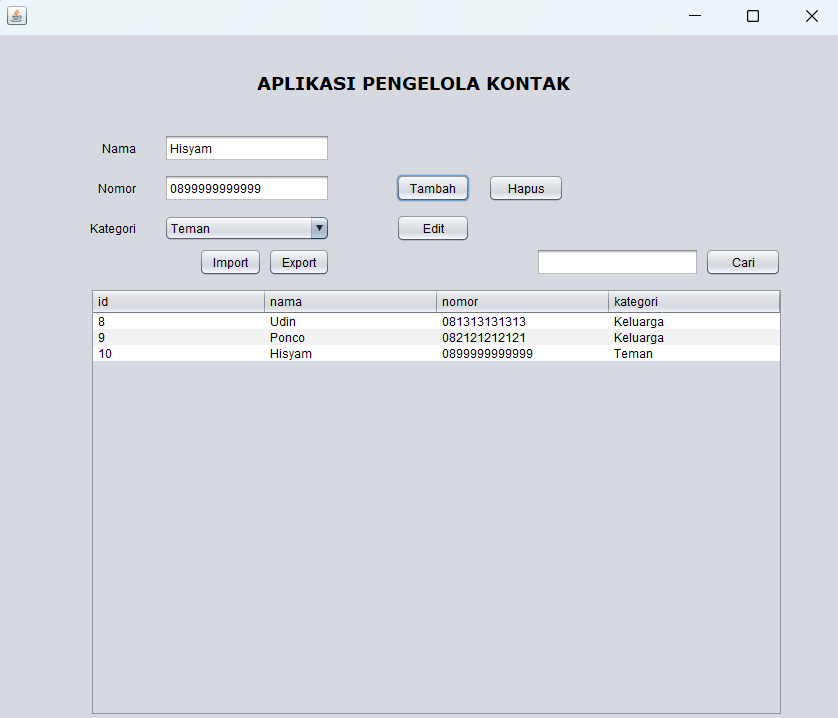 APLIKASI PENGELOLA KONTAK
Nama Hisyam
Nomor 0899999999999 Tambah Hapus
Kategori Teman Edit
Import Export Cari
id nama nomor kategori
8 Udin 081313131313 Keluarga
9 Ponco 082121212121 Keluarga
10 Hisyam 0899999999999 Teman